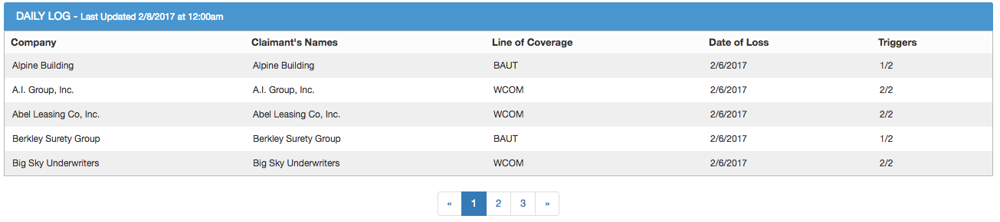 DAILY LOG - Last Updated 2/8/2017 at 12:00am
Company Claimant's Names Line of Coverage Date of Loss Triggers
Alpine Building Alpine Building BAUT 2/6/2017 1/2
A.I. Group, Inc. A.I. Group, Inc. WCOM 2/6/2017 2/2
Abel Leasing Co, Inc. Abel Leasing Co, Inc. WCOM 2/6/2017 2/2
Berkley Surety Group Berkley Surety Group BAUT 2/6/2017 1/2
Big Sky Underwriters Big Sky Underwriters WCOM 2/6/2017 2/2
« 1 2 3 »